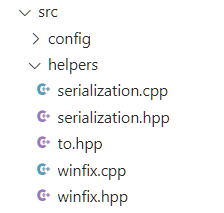 src
config
helpers
serialization.cpp
serialization.hpp
to.hpp
winfix.cpp
winfix.hpp